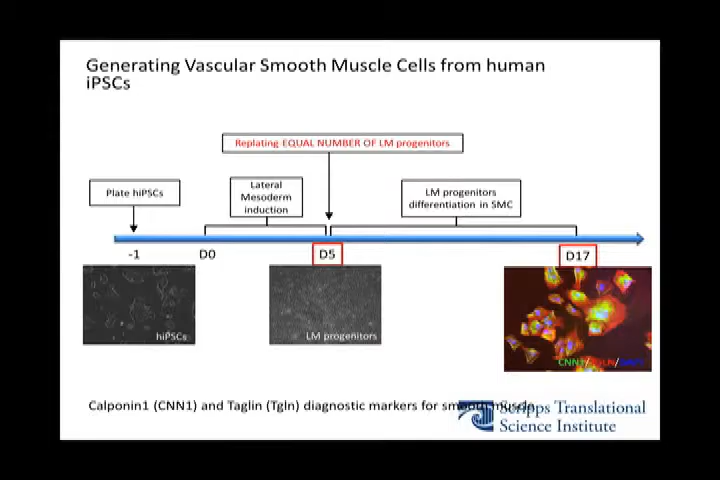 Generating Vascular Smooth Muscle Cells from human
iPSCs
Replating EQUAL NUMBER OF LM progenitors
Plate hiPSCs
Lateral
Mesoderm
induction
LM progenitors
differentiation in SMC
-1
D0
D5
D17
hiPSCs
LM progenitors
CNN1/TGLN/DAPI
Calponin1 (CNN1) and Taglin (Tgln) diagnostic markers for smooth muscle
Scripps Translational
Science Institute